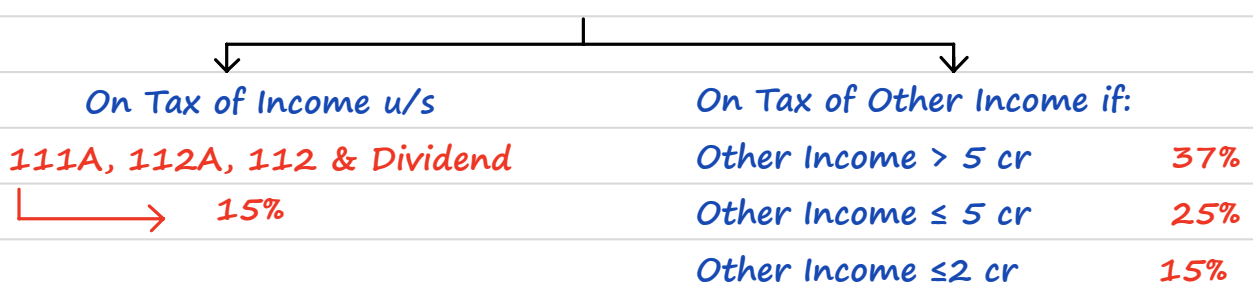 On Tax of Income u/s
111A, 112A, 112 & Dividend
15%
On Tax of Other Income if:
Other Income > 5 cr 37%
Other Income ≤ 5 cr 25%
Other Income ≤2 cr 15%